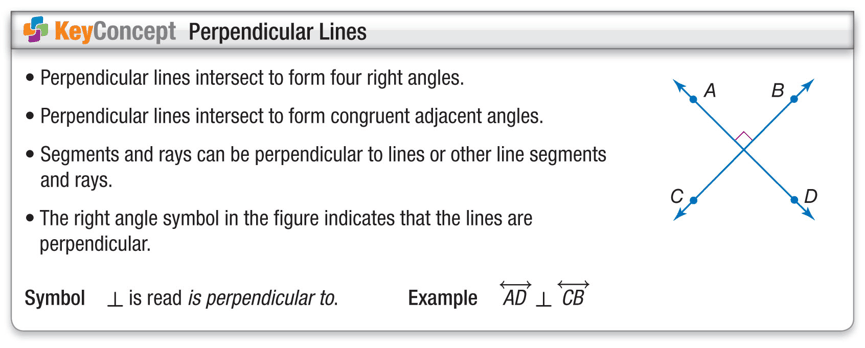 KeyConcept Perpendicular Lines
• Perpendicular lines intersect to form four right angles.
• Perpendicular lines intersect to form congruent adjacent angles.
• Segments and rays can be perpendicular to lines or other line segments
and rays.
• The right angle symbol in the figure indicates that the lines are
perpendicular.
A B
C D
Symbol ⊥ is read is perpendicular to. Example AD ⊥ CB